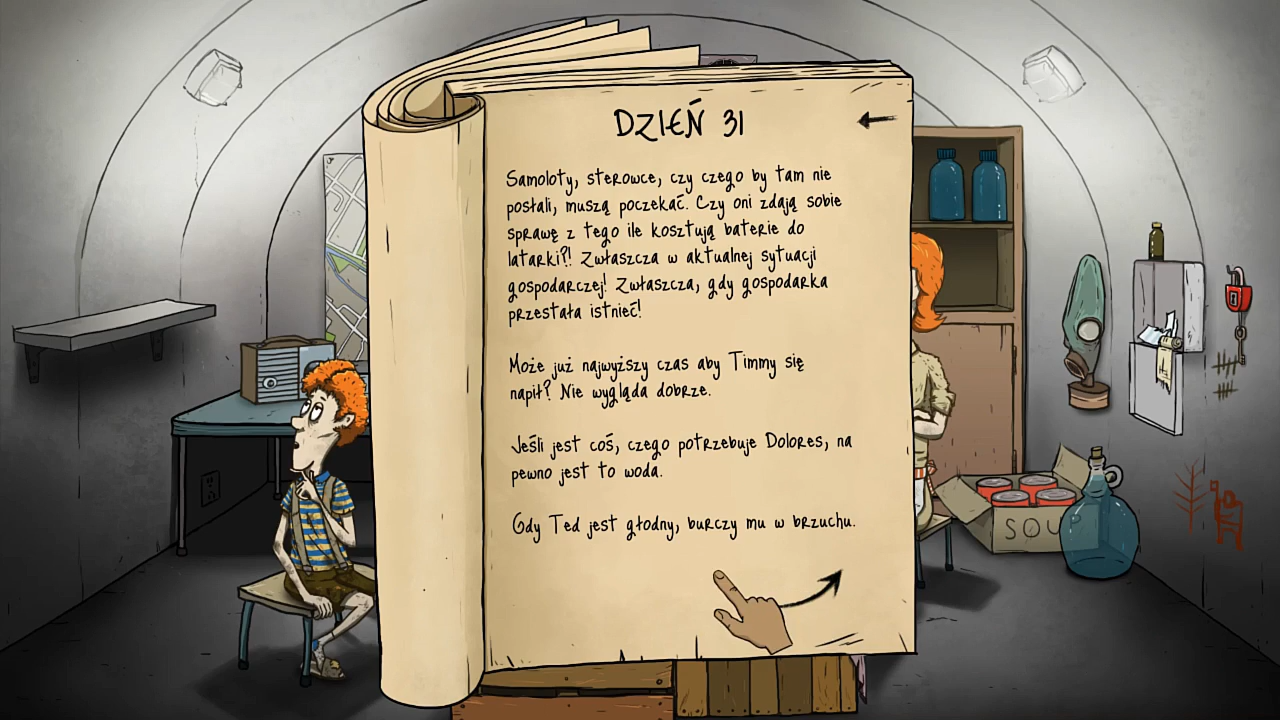 DZIEŃ 31
Samoloty, sterowce, czy czego by tam nie
posłali, muszą poczekać. Czy oni zdają sobie
sprawę z tego ile kosztują baterie do
latarki?! Zwłaszcza w aktualnej sytuacji
gospodarczej! Zwłaszcza, gdy gospodarka
przestała istnieć!
Może już najwyższy czas aby Timmy się
napił? Nie wygląda dobrze.
Jeśli jest coś, czego potrzebuje Dolores, na
pewno jest to woda.
Gdy Ted jest głodny, burczy mu w brzuchu.
SOU